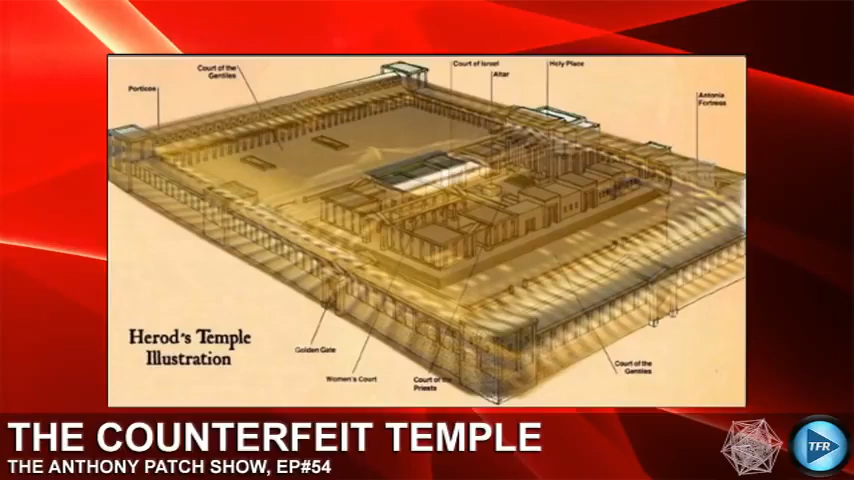 Court of the
Gentiles
Porticos
Court of Israel
Altar
Holy Place
Antonia
Fortress
Herod's Temple
Illustration
Golden Gate
Women's Court
Court of the
Priests
Court of the
Gentiles
THE COUNTERFEIT TEMPLE
THE ANTHONY PATCH SHOW, EP#54
TFR